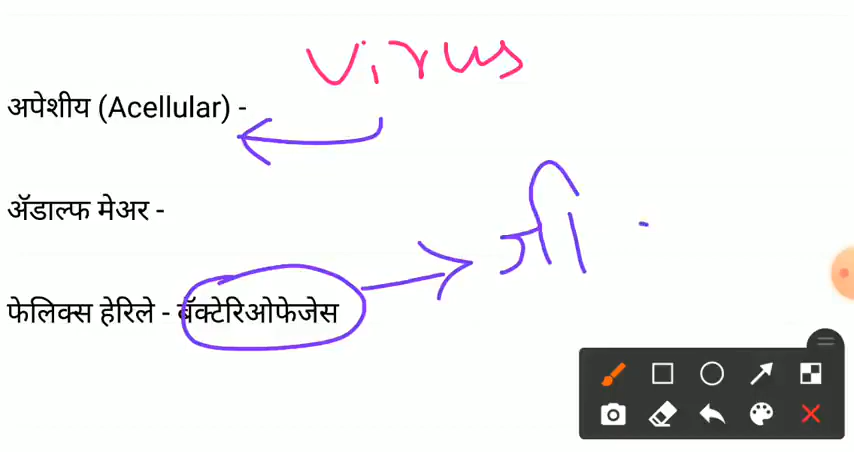 Virus
अपेशीय (Acellular) -
ॲडाल्फ मेअर -
जी
फेलिक्स हेरिले - बॅक्टेरिओफेजेस